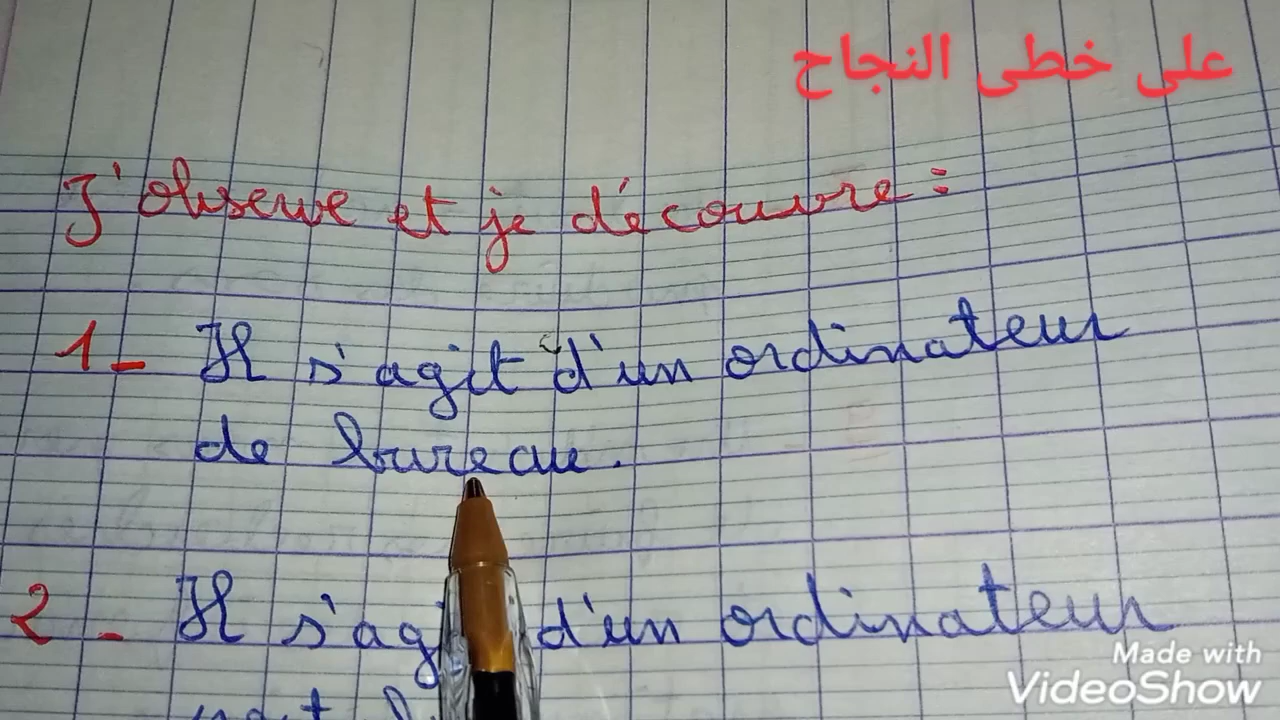 على خطى النجاح
J'observe et je découvre :
1- Il s'agit d'un ordinateur
de bureau.
2- Il s'agit d'un ordinateur
Made with
VideoShow